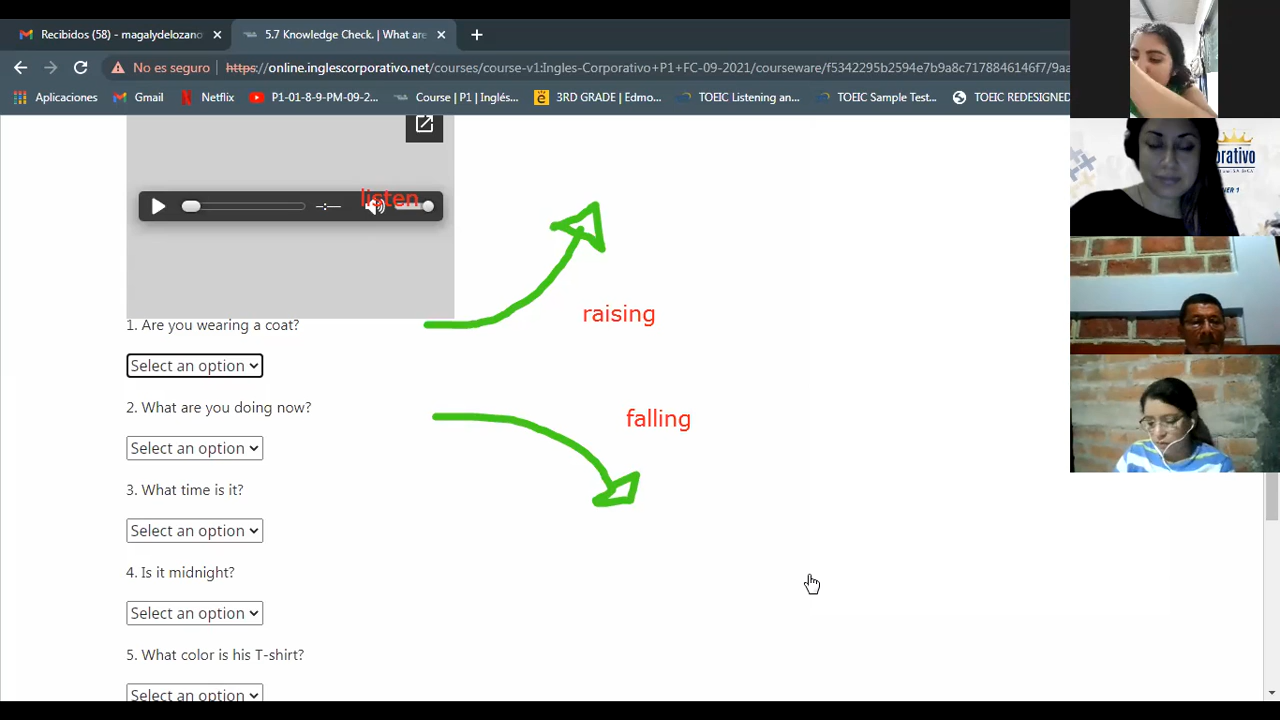 Recibidos (58) - magalydelozano
5.7 Knowledge Check. | What are
No es seguro
https://online.inglescorporativo.net/courses/course-v1:Ingles-Corporativo+P1+FC-09-2021/courseware/f5342295b2594e7b9a8c7178846146f7/9aa
Aplicaciones
Gmail
Netflix
P1-01-8-9-PM-09-2...
Course | P1 | Inglés...
3RD GRADE | Edmo...
TOEIC Listening an...
TOEIC Sample Test...
TOEIC REDESIGNED
listen
-:--
1. Are you wearing a coat?
raising
Select an option
2. What are you doing now?
falling
Select an option
3. What time is it?
Select an option
4. Is it midnight?
Select an option
5. What color is his T-shirt?
Select an option